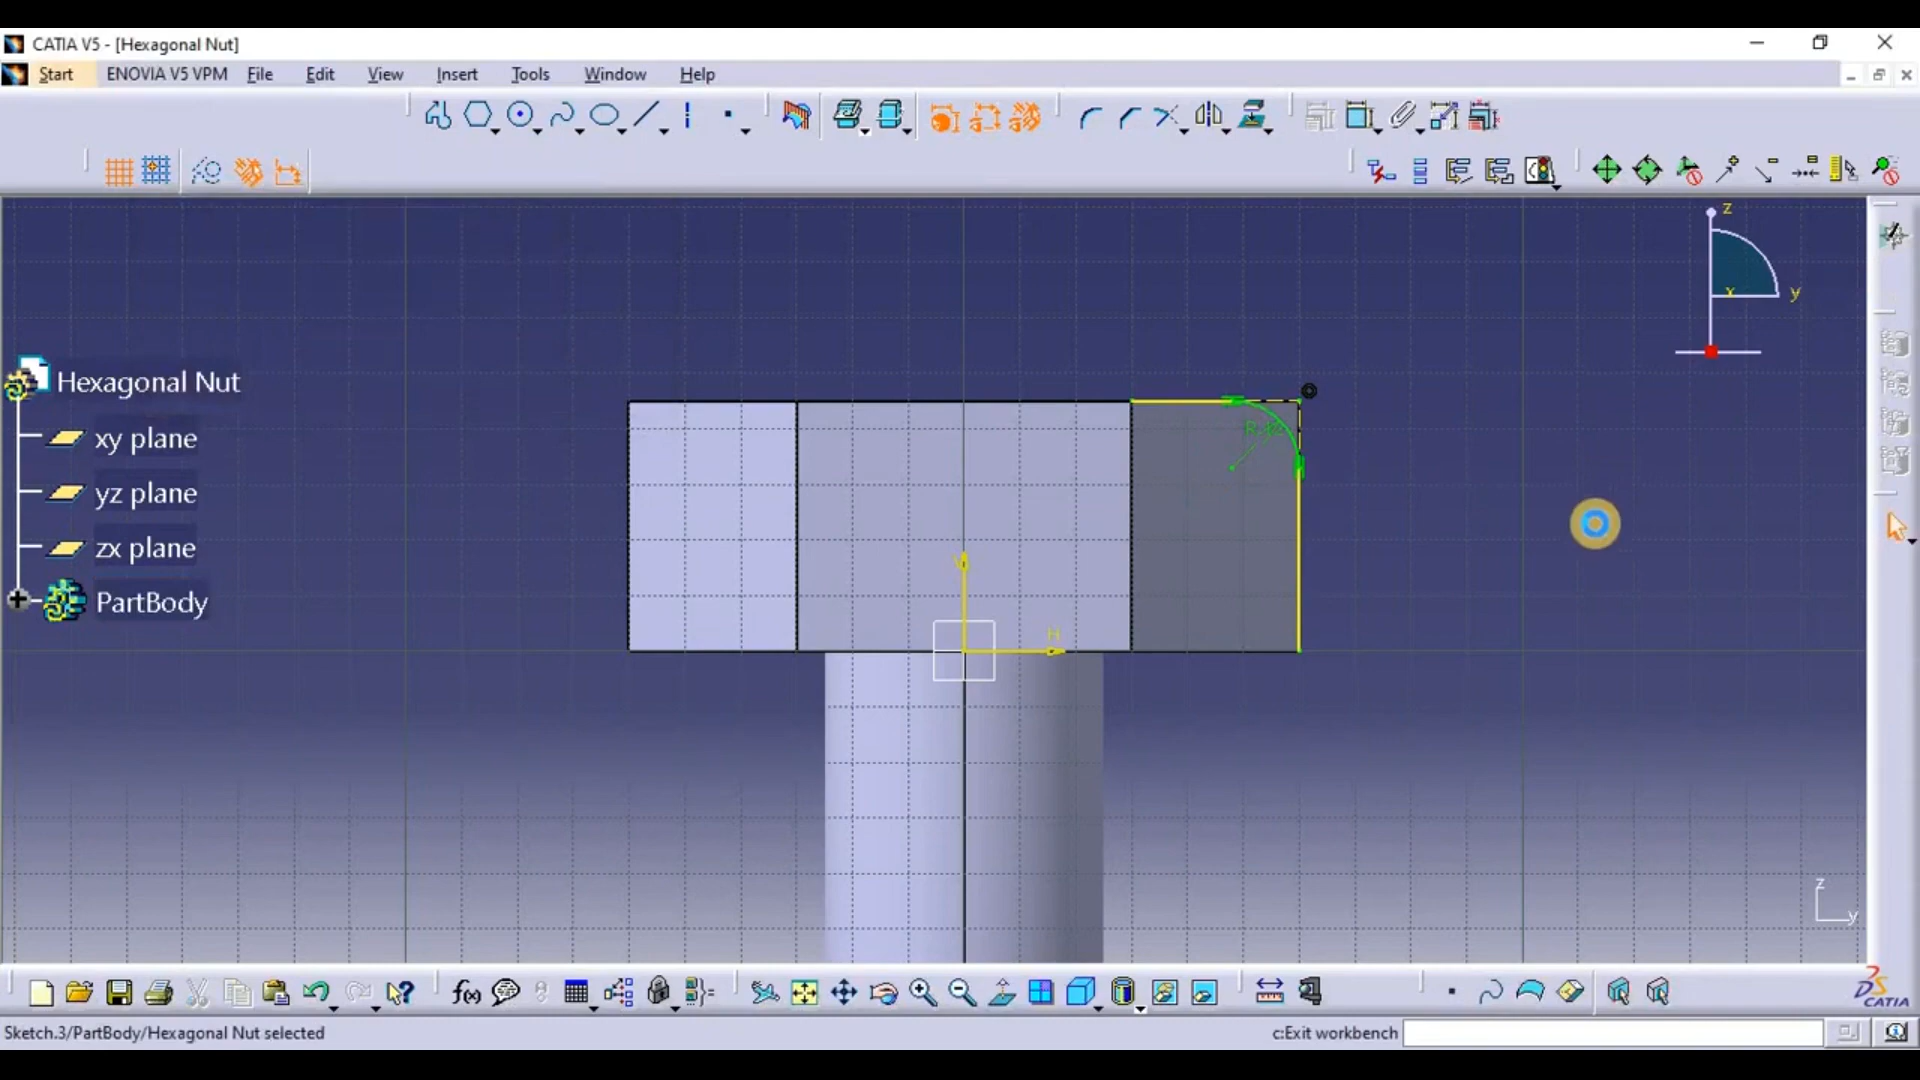 CATIA V5 - [Hexagonal Nut]
Start ENOVIA V5 VPM File Edit View Insert Tools Window Help
z
x y
Hexagonal Nut
xy plane
yz plane
zx plane
PartBody
V
H
z
y
f(x)
DS CATIA
Sketch.3/PartBody/Hexagonal Nut selected
c:Exit workbench